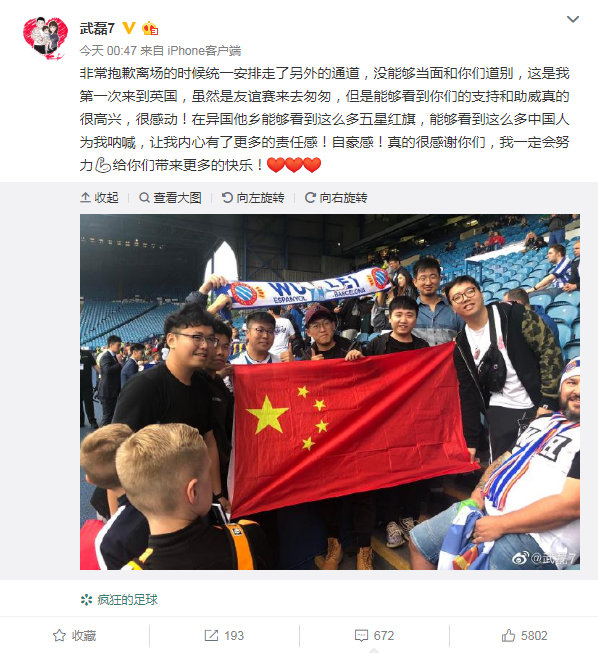 武磊7
今天 00:47 来自 iPhone客户端
非常抱歉离场的时候统一安排走了另外的通道，没能够当面和你们道别，这是我
第一次来到英国，虽然是友谊赛来去匆匆，但是能够看到你们的支持和助威真的
很高兴，很感动！在异国他乡能够看到这么多五星红旗，能够看到这么多中国人
为我呐喊，让我内心有了更多的责任感！自豪感！真的很感谢你们，我一定会努
力💪给你们带来更多的快乐！❤❤❤
收起 查看大图 向左旋转 向右旋转
WU LEI
ESPANYOL BARCELONA
@武磊7
疯狂的足球
收藏 193 672 5802